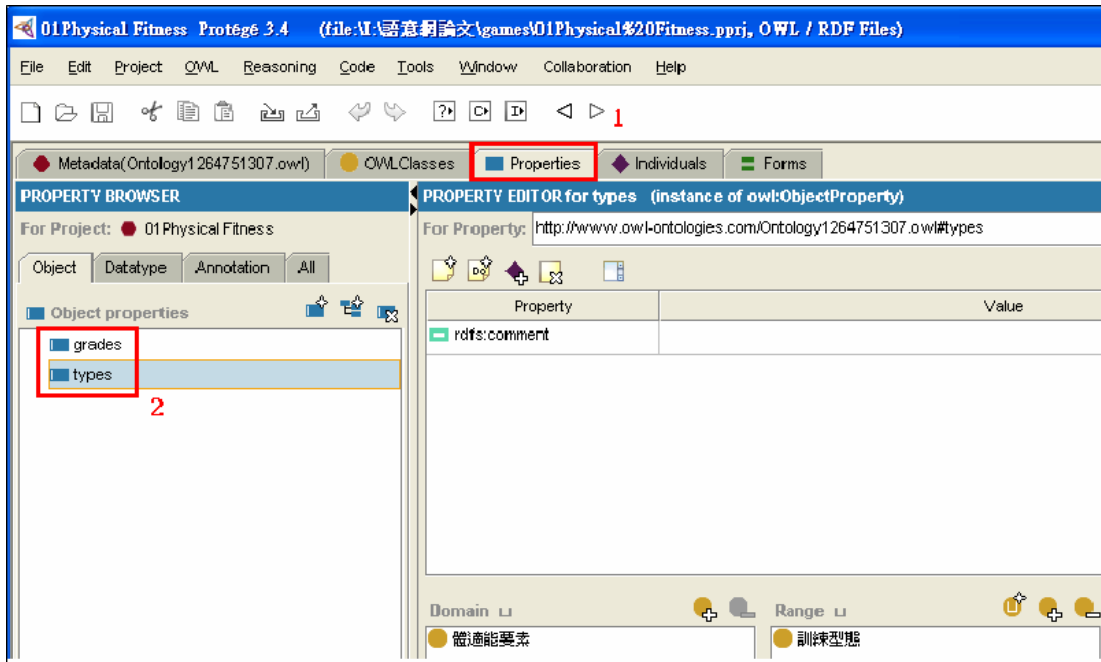 01Physical Fitness Protégé 3.4 (file:\I:\語意網論文\games\01Physical%20Fitness.pprj, OWL / RDF Files)
File Edit Project OWL Reasoning Code Tools Window Collaboration Help
1
Metadata(Ontology1264751307.owl) OWLClasses Properties Individuals Forms
PROPERTY BROWSER
For Project: 01Physical Fitness
Object Datatype Annotation All
Object properties
grades
types
2
PROPERTY EDITOR for types (instance of owl:ObjectProperty)
For Property: http://www.owl-ontologies.com/Ontology1264751307.owl#types
Property Value
rdfs:comment
Domain ⊔ Range ⊔
體適能要素 訓練型態